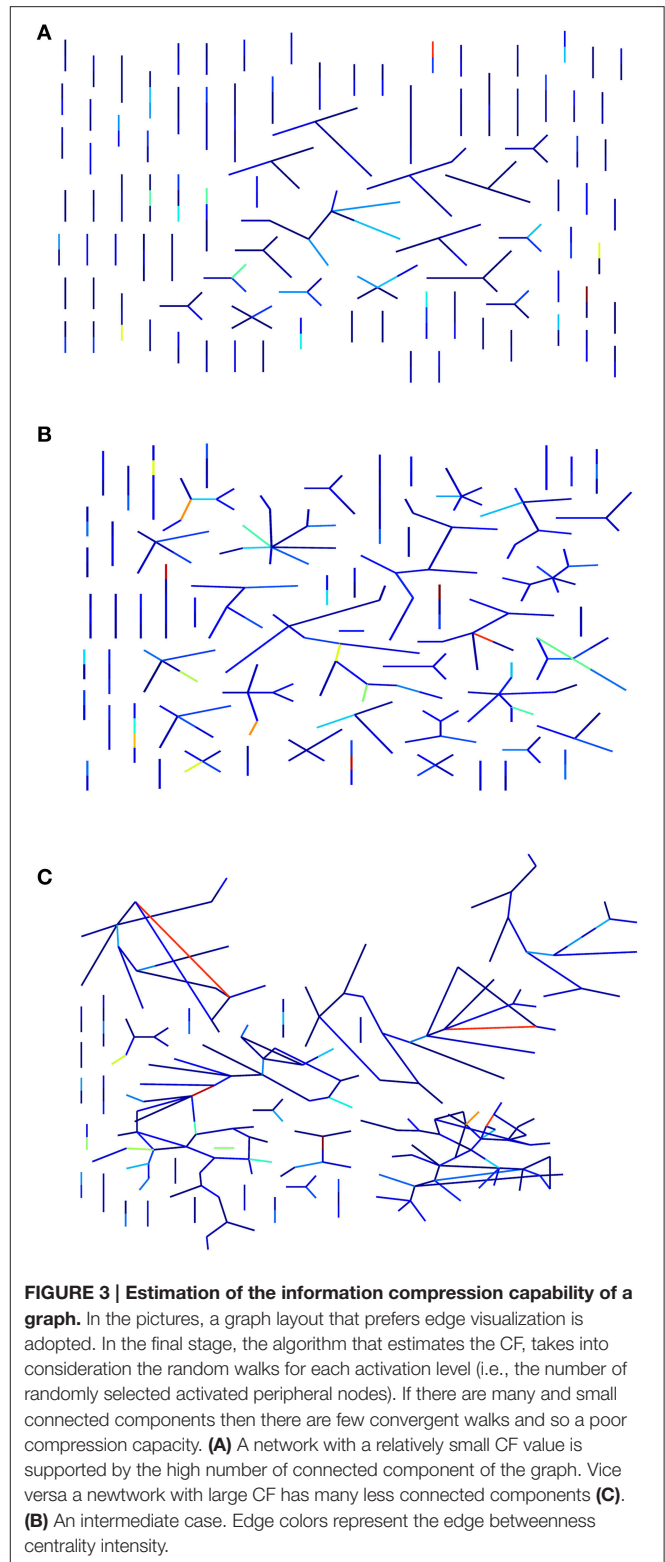 A
B
C
FIGURE 3 | Estimation of the information compression capability of a
graph. In the pictures, a graph layout that prefers edge visualization is
adopted. In the final stage, the algorithm that estimates the CF, takes into
consideration the random walks for each activation level (i.e., the number of
randomly selected activated peripheral nodes). If there are many and small
connected components then there are few convergent walks and so a poor
compression capacity. (A) A network with a relatively small CF value is
supported by the high number of connected component of the graph. Vice
versa a newtwork with large CF has many less connected components (C).
(B) An intermediate case. Edge colors represent the edge betweenness
centrality intensity.